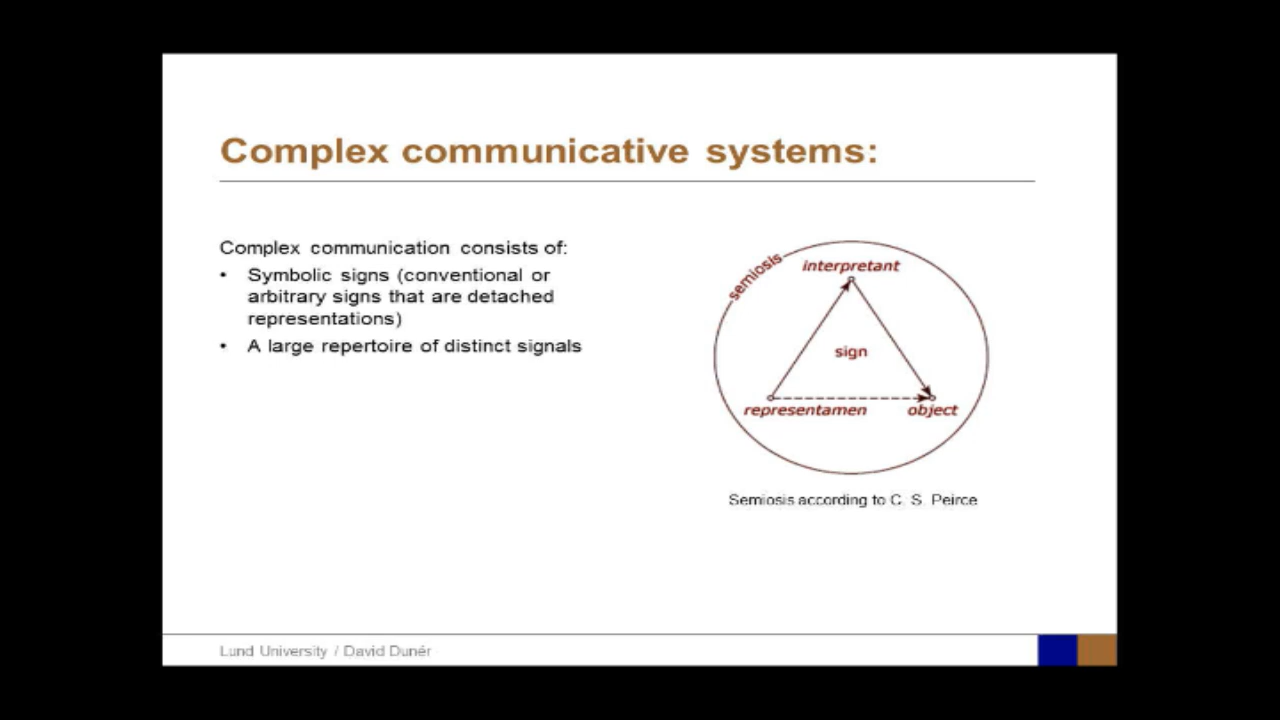 Complex communicative systems:
Complex communication consists of:
• Symbolic signs (conventional or
arbitrary signs that are detached
representations)
• A large repertoire of distinct signals
semiosis
interpretant
sign
representamen
object
Semiosis according to C. S. Peirce
Lund University / David Dunér